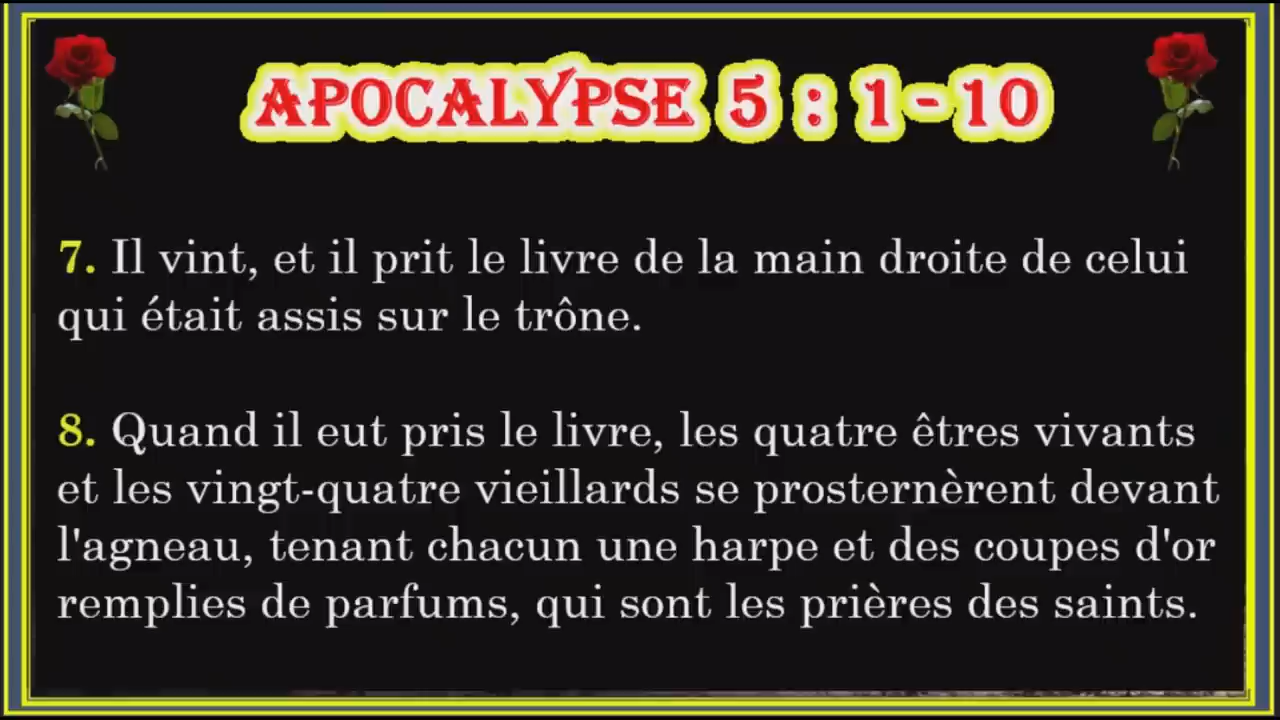 APOCALYPSE 5 : 1 - 10
7. Il vint, et il prit le livre de la main droite de celui
qui était assis sur le trône.
8. Quand il eut pris le livre, les quatre êtres vivants
et les vingt-quatre vieillards se prosternèrent devant
l'agneau, tenant chacun une harpe et des coupes d'or
remplies de parfums, qui sont les prières des saints.